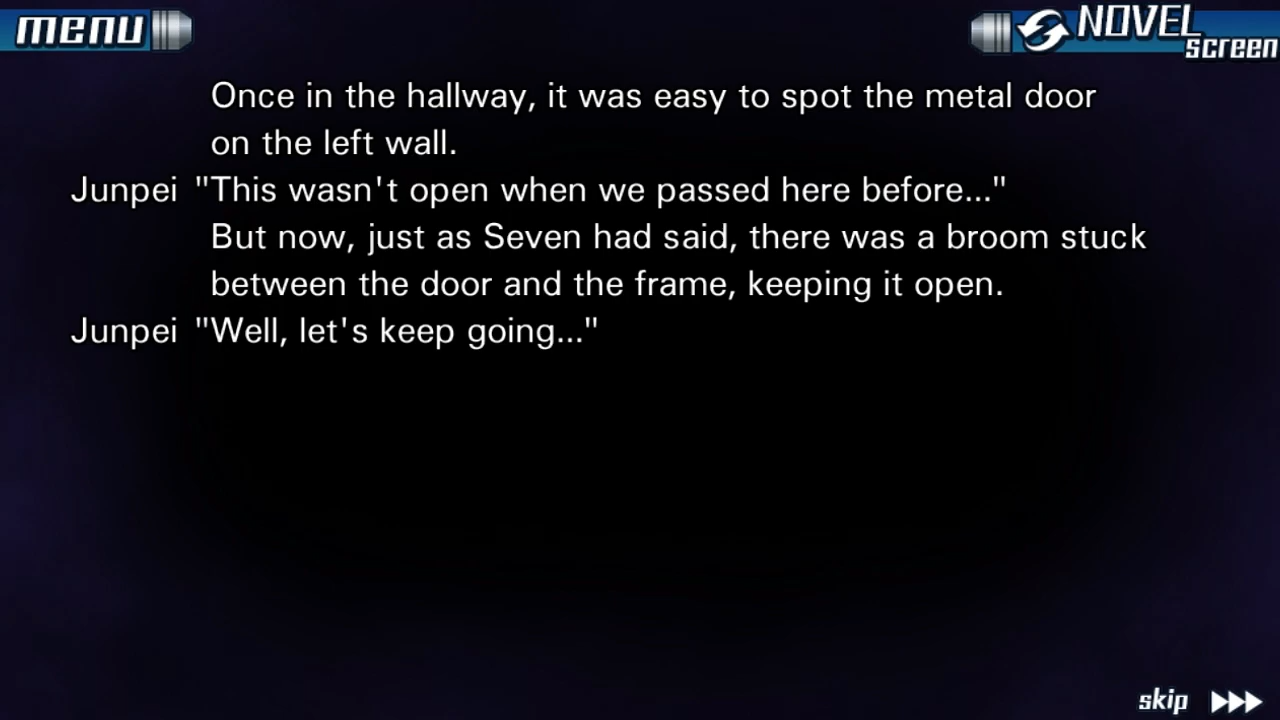 menu
NOVEL
screen
Once in the hallway, it was easy to spot the metal door
on the left wall.
Junpei "This wasn't open when we passed here before..."
But now, just as Seven had said, there was a broom stuck
between the door and the frame, keeping it open.
Junpei "Well, let's keep going..."
skip